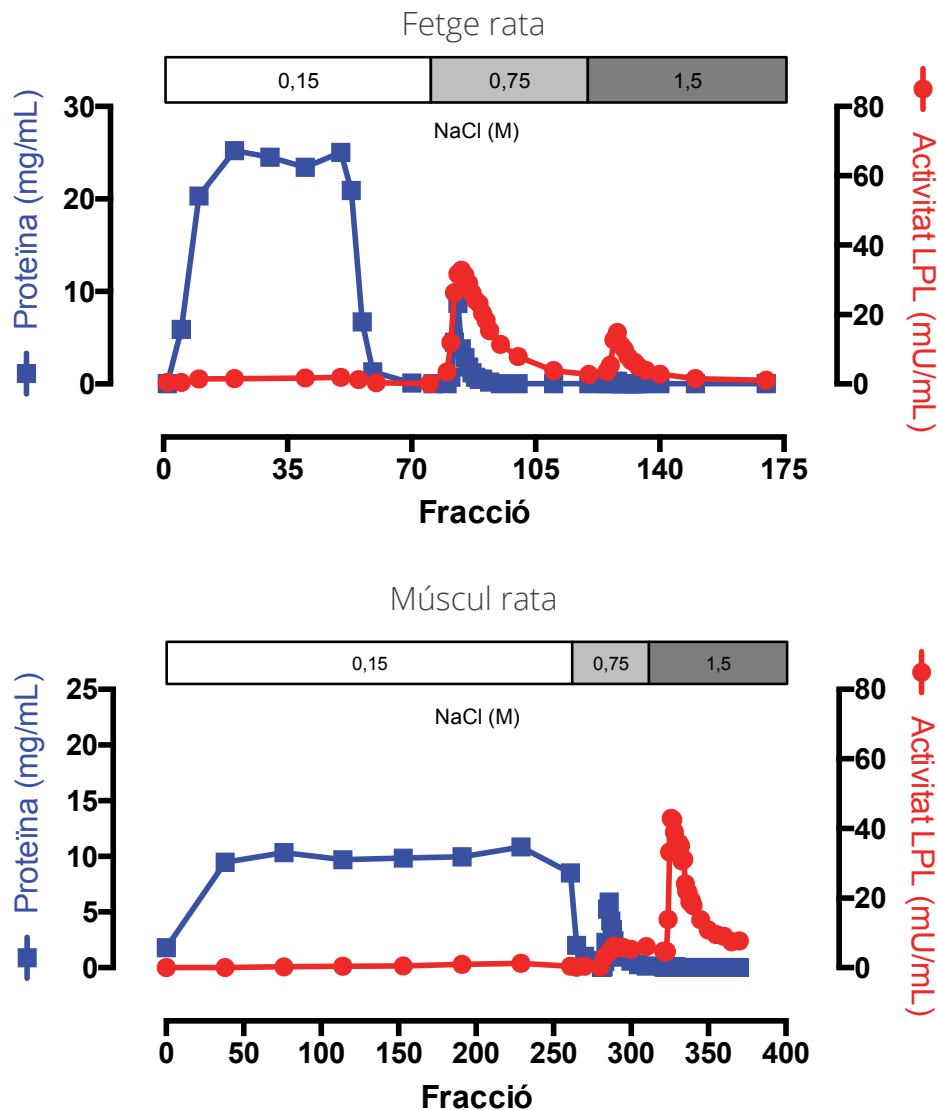 Fetge rata
0,15 0,75 1,5
NaCl (M)
Proteïna (mg/mL)
30
20
10
0
Activitat LPL (mU/mL)
80
60
40
20
0
0 35 70 105 140 175
Fracció
Múscul rata
0,15 0,75 1,5
NaCl (M)
Proteïna (mg/mL)
25
20
15
10
5
0
Activitat LPL (mU/mL)
80
60
40
20
0
0 50 100 150 200 250 300 350 400
Fracció